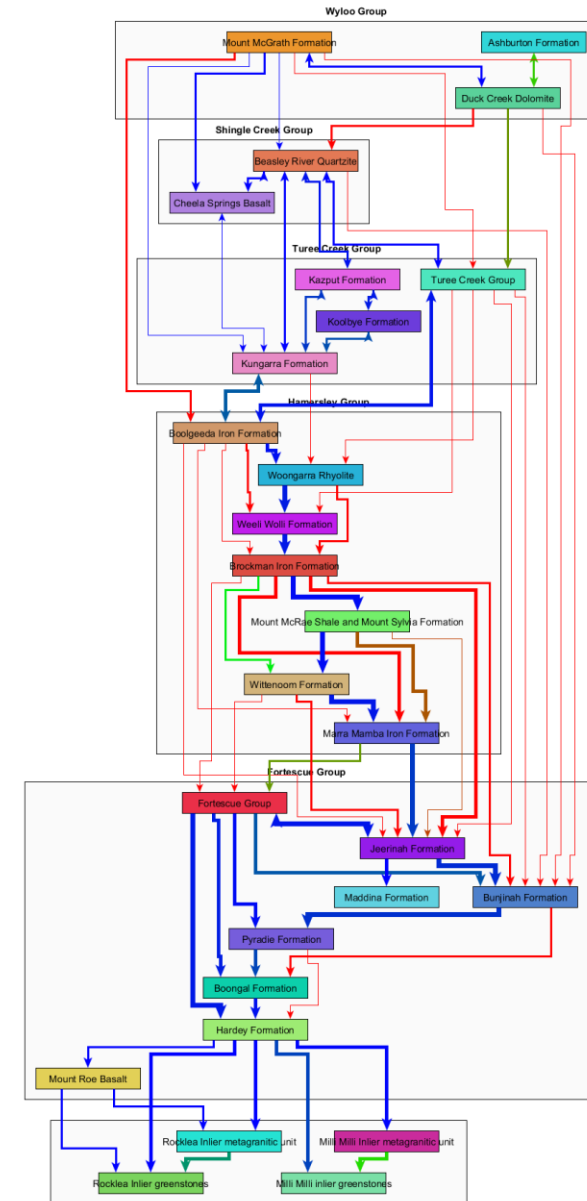 Wyloo Group
Mount McGrath Formation
Ashburton Formation
Duck Creek Dolomite
Shingle Creek Group
Beasley River Quartzite
Cheela Springs Basalt
Turee Creek Group
Kazput Formation
Turee Creek Group
Koolbye Formation
Kungarra Formation
Hamersley Group
Boolgeeda Iron Formation
Woongarra Rhyolite
Weeli Wolli Formation
Brockman Iron Formation
Mount McRae Shale and Mount Sylvia Formation
Wittenoom Formation
Marra Mamba Iron Formation
Fortescue Group
Fortescue Group
Jeerinah Formation
Maddina Formation
Bunjinah Formation
Pyradie Formation
Boongal Formation
Hardey Formation
Mount Roe Basalt
Rocklea Inlier metagranitic unit
Milli Milli Inlier metagranitic unit
Rocklea Inlier greenstones
Milli Milli inlier greenstones